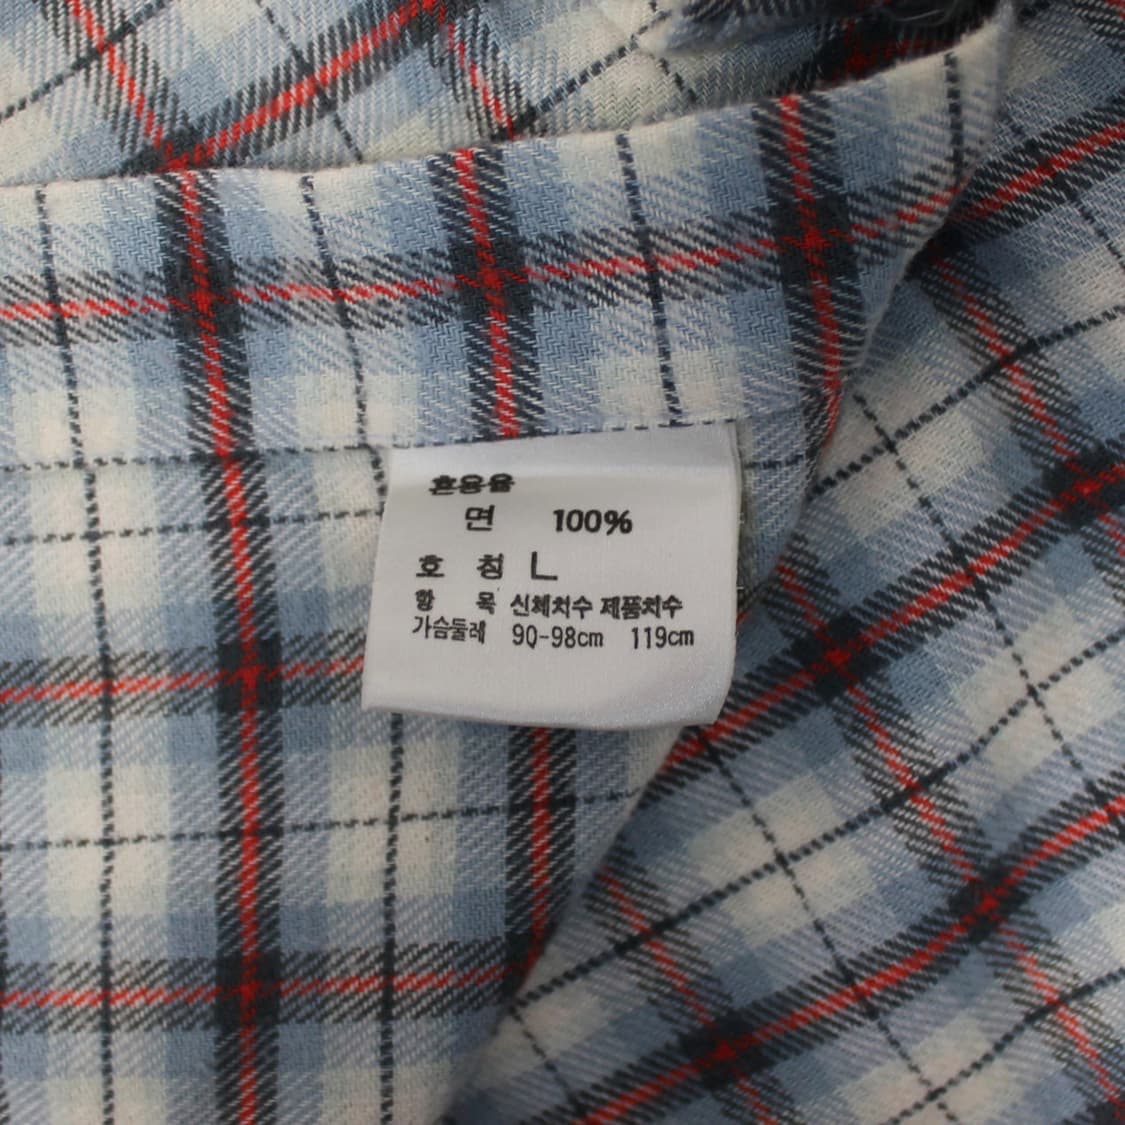 혼용율
면 100%
호 칭 L
항 목 신체치수 제품치수
가슴둘레 90-98cm 119cm